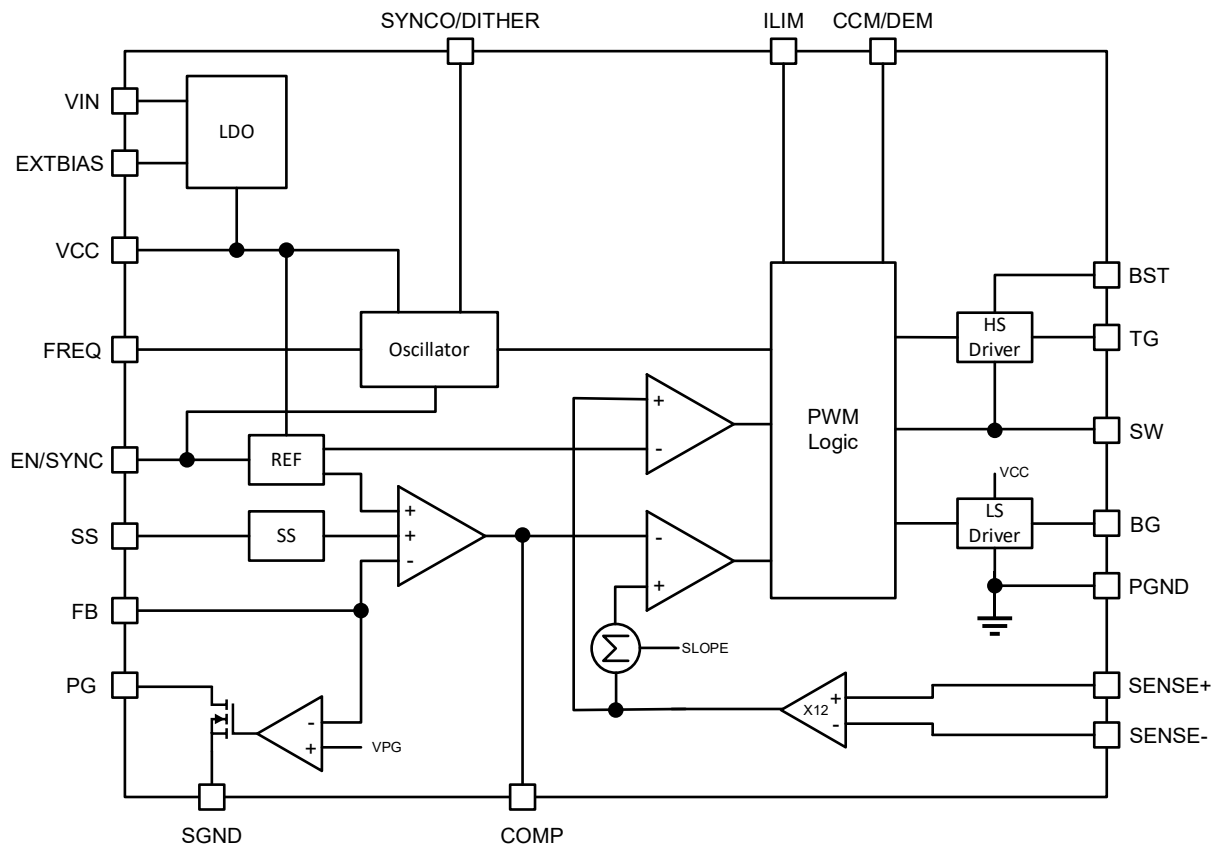 SYNCO/DITHER
ILIM
CCM/DEM
VIN
LDO
EXTBIAS
VCC
BST
FREQ
Oscillator
HS
Driver
TG
+
-
PWM
Logic
SW
EN/SYNC
REF
VCC
SS
SS
+
+
-
-
+
LS
Driver
BG
FB
PGND
Σ
SLOPE
PG
-
+
VPG
X12
+
-
SENSE+
SENSE-
SGND
COMP